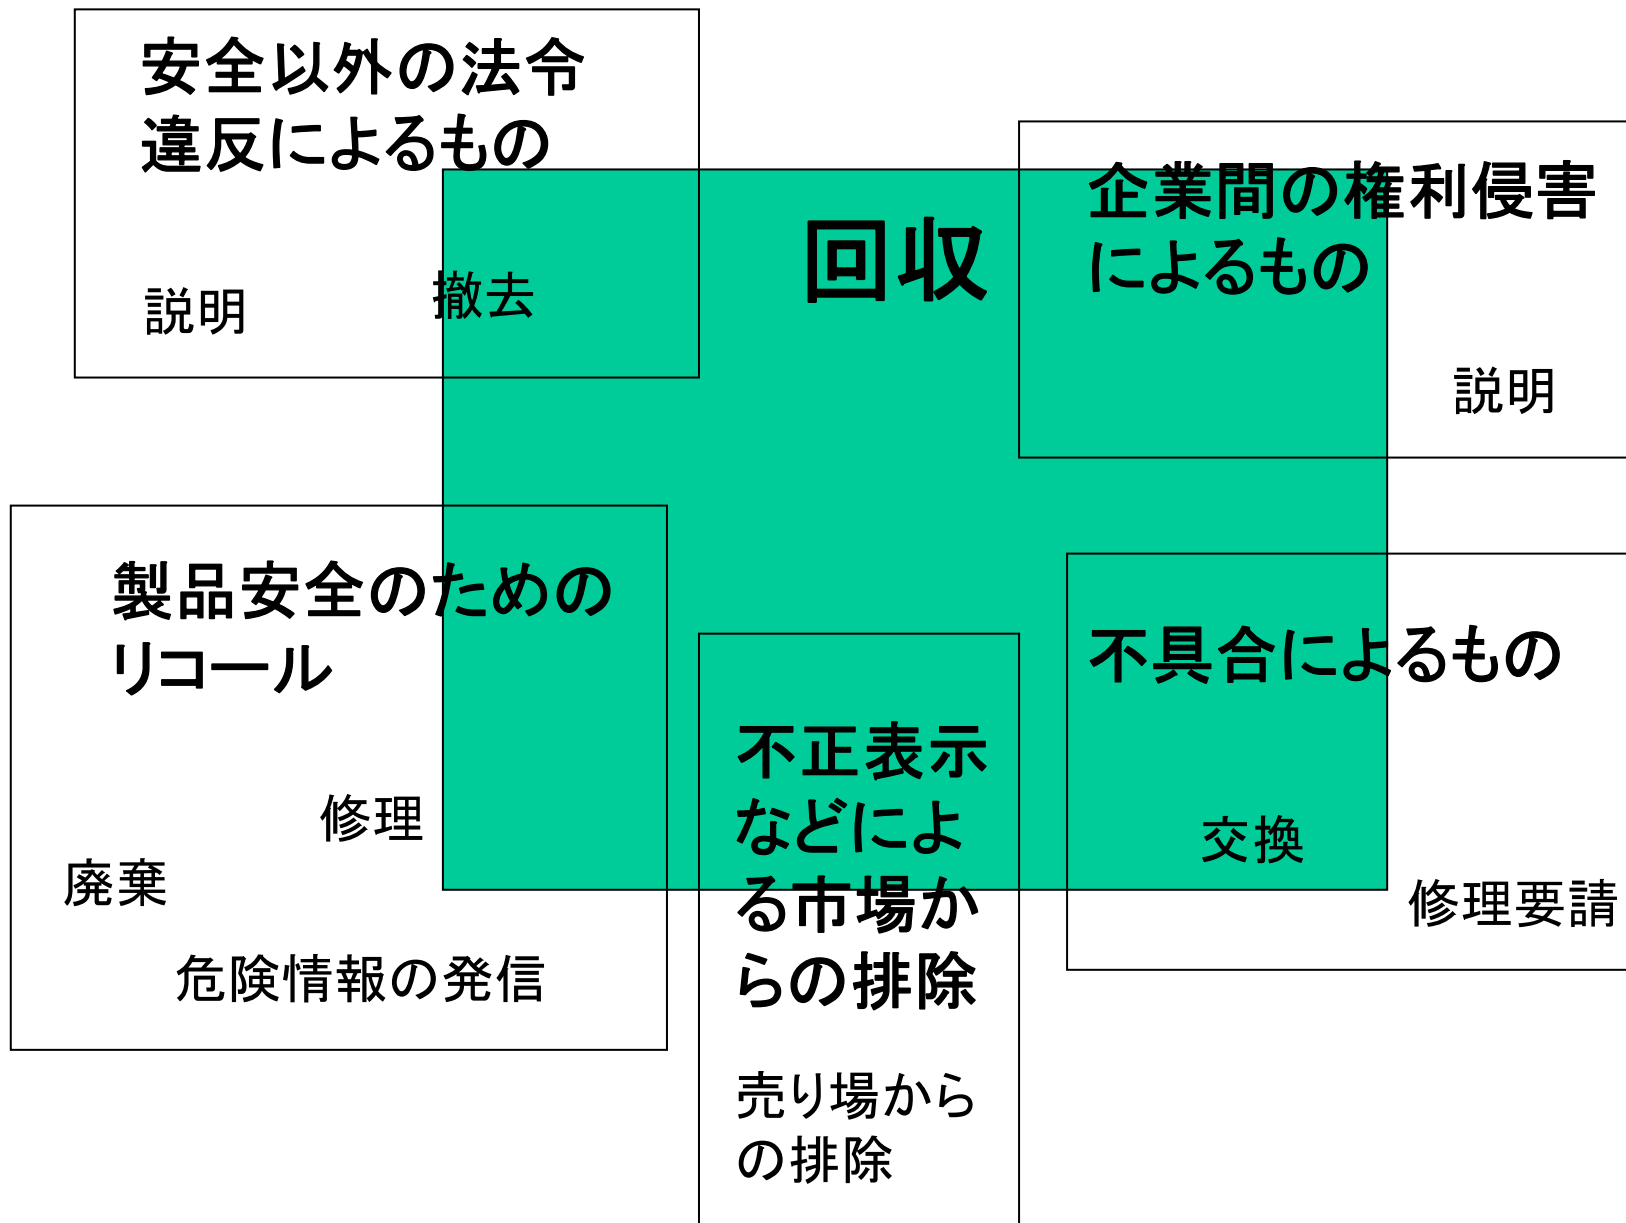 安全以外の法令
違反によるもの
説明
撤去
回収
企業間の権利侵害
によるもの
説明
製品安全のための
リコール
修理
廃棄
危険情報の発信
不正表示
などによ
る市場か
らの排除
売り場から
の排除
不具合によるもの
交換
修理要請